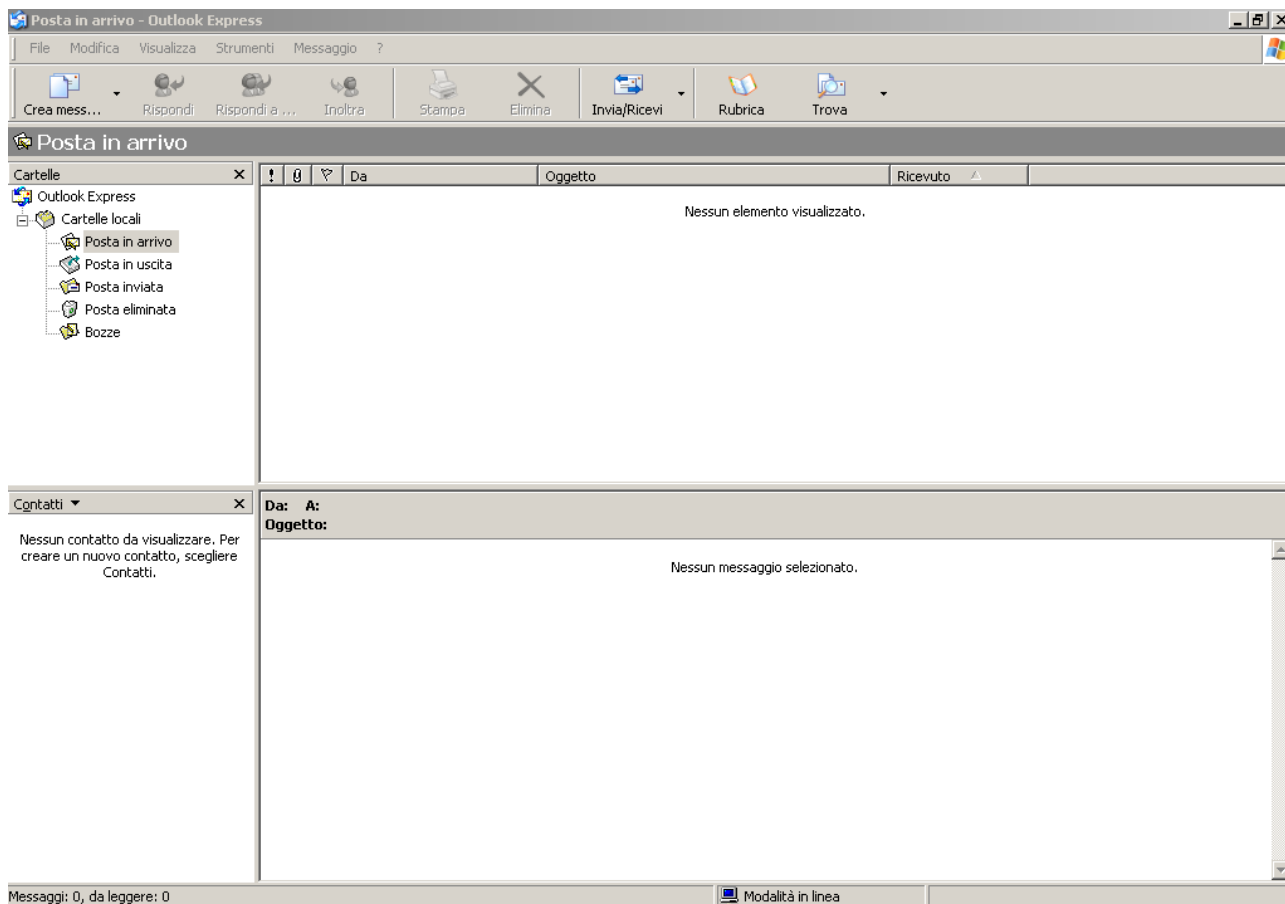 Posta in arrivo - Outlook Express
File Modifica Visualizza Strumenti Messaggio ?
Crea mess... Rispondi Rispondi a ... Inoltra Stampa Elimina Invia/Ricevi Rubrica Trova
Posta in arrivo
Cartelle
Outlook Express
Cartelle locali
Posta in arrivo
Posta in uscita
Posta inviata
Posta eliminata
Bozze
! Da Oggetto Ricevuto
Nessun elemento visualizzato.
Contatti
Nessun contatto da visualizzare. Per
creare un nuovo contatto, scegliere
Contatti.
Da: A:
Oggetto:
Nessun messaggio selezionato.
Messaggi: 0, da leggere: 0 Modalità in linea